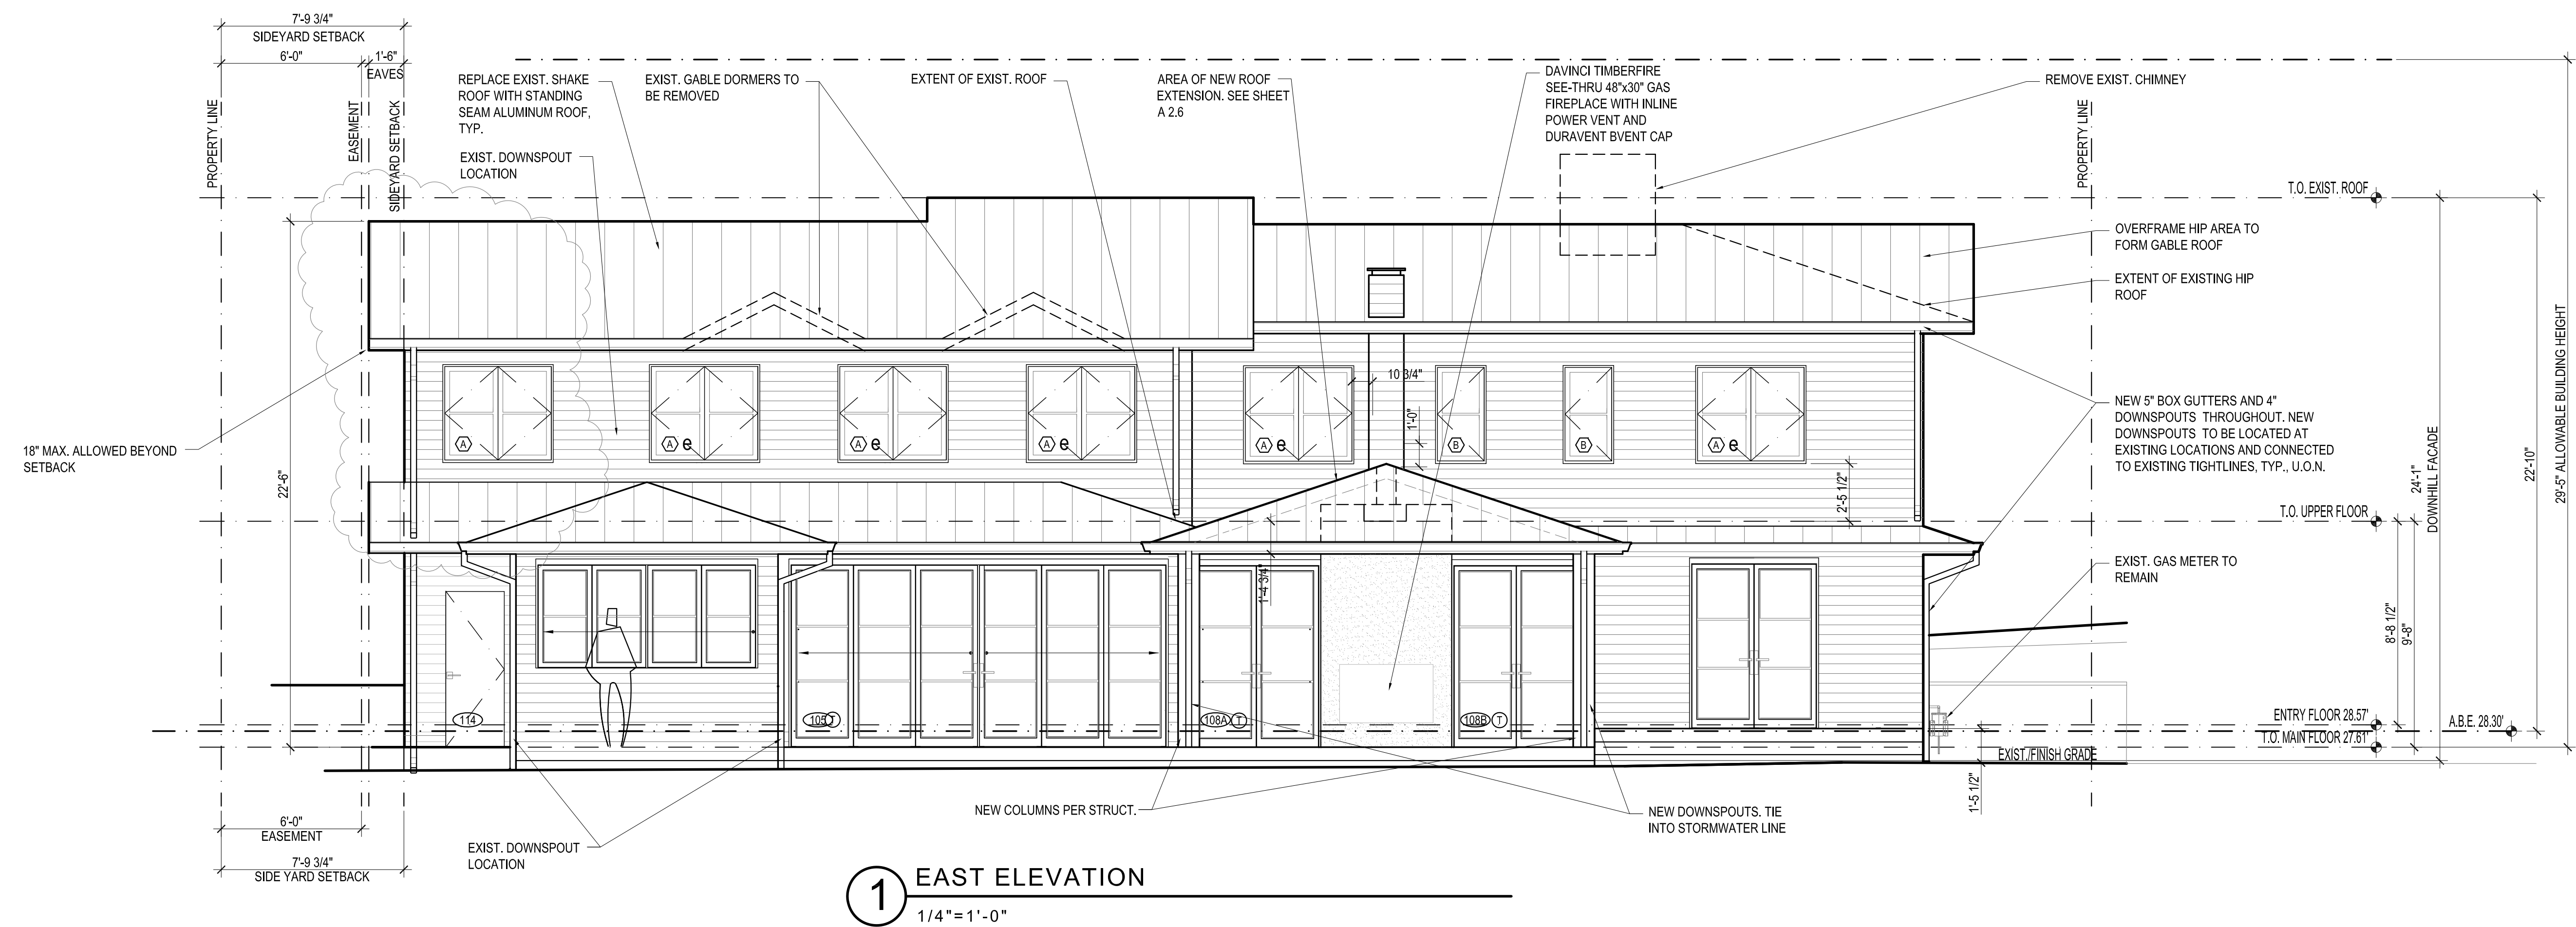 7'-9 3/4"
SIDEYARD SETBACK
6'-0"
1'-6"
EAVES
PROPERTY LINE
EASEMENT
SIDEYARD SETBACK
REPLACE EXIST. SHAKE
ROOF WITH STANDING
SEAM ALUMINUM ROOF,
TYP.
EXIST. DOWNSPOUT
LOCATION
EXIST. GABLE DORMERS TO
BE REMOVED
EXTENT OF EXIST. ROOF
AREA OF NEW ROOF
EXTENSION. SEE SHEET
A 2.6
DAVINCI TIMBERFIRE
SEE-THRU 48"x30" GAS
FIREPLACE WITH INLINE
POWER VENT AND
DURAVENT BVENT CAP
REMOVE EXIST. CHIMNEY
PROPERTY LINE
T.O. EXIST. ROOF
OVERFRAME HIP AREA TO
FORM GABLE ROOF
EXTENT OF EXISTING HIP
ROOF
NEW 5" BOX GUTTERS AND 4"
DOWNSPOUTS THROUGHOUT. NEW
DOWNSPOUTS TO BE LOCATED AT
EXISTING LOCATIONS AND CONNECTED
TO EXISTING TIGHTLINES, TYP., U.O.N.
18" MAX. ALLOWED BEYOND
SETBACK
22'-6"
A
A e
A e
A e
A e
B
B
A e
10 3/4"
1'-0"
2'-5 1/2"
1'-4 3/4"
T.O. UPPER FLOOR
EXIST. GAS METER TO
REMAIN
24'-1"
DOWNHILL FACADE
22'-10"
29'-5" ALLOWABLE BUILDING HEIGHT
8'-8 1/2"
9'-8"
114
105 T
108A T
108B T
ENTRY FLOOR 28.57'
A.B.E. 28.30'
T.O. MAIN FLOOR 27.61'
EXIST./FINISH GRADE
1'-5 1/2"
NEW COLUMNS PER STRUCT.
NEW DOWNSPOUTS. TIE
INTO STORMWATER LINE
6'-0"
EASEMENT
7'-9 3/4"
SIDE YARD SETBACK
EXIST. DOWNSPOUT
LOCATION
1
EAST ELEVATION
1/4"=1'-0"